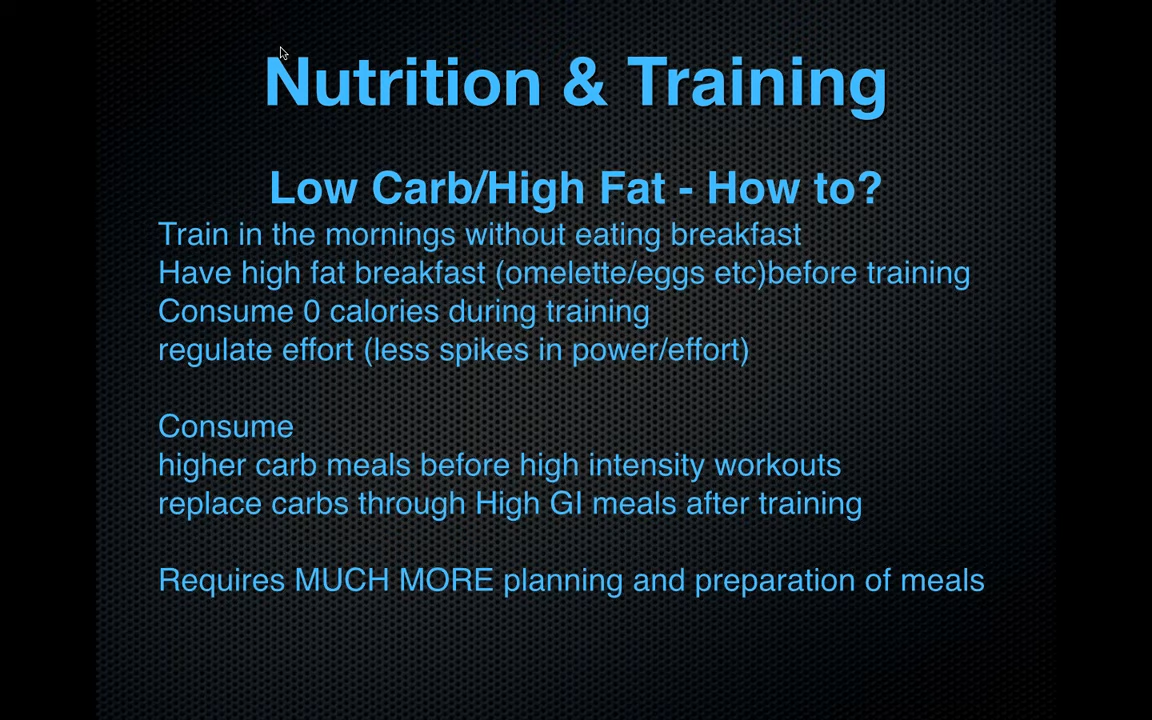 Nutrition & Training
Low Carb/High Fat - How to?
Train in the mornings without eating breakfast
Have high fat breakfast (omelette/eggs etc)before training
Consume 0 calories during training
regulate effort (less spikes in power/effort)
Consume
higher carb meals before high intensity workouts
replace carbs through High GI meals after training
Requires MUCH MORE planning and preparation of meals